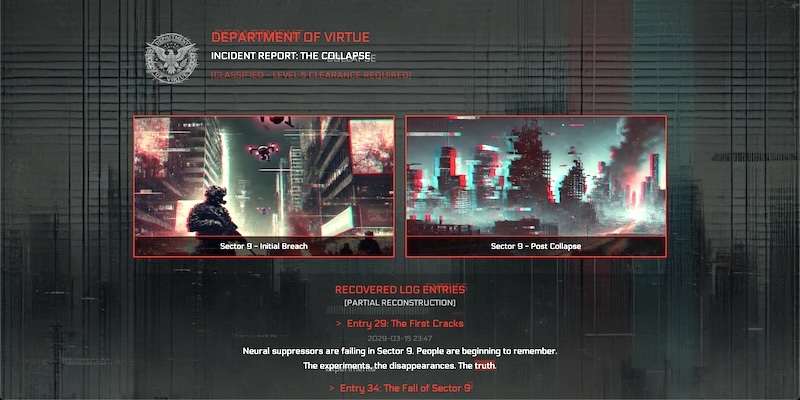 DEPARTMENT OF VIRTUE
INCIDENT REPORT: THE COLLAPSE
[CLASSIFIED - LEVEL 5 CLEARANCE REQUIRED]
Sector 9 - Initial Breach
Sector 9 - Post Collapse
RECOVERED LOG ENTRIES
[PARTIAL RECONSTRUCTION]
> Entry 29: The First Cracks
2029-03-15 23:47
Neural suppressors are failing in Sector 9. People are beginning to remember.
The experiments, the disappearances. The truth.
> Entry 34: The Fall of Sector 9